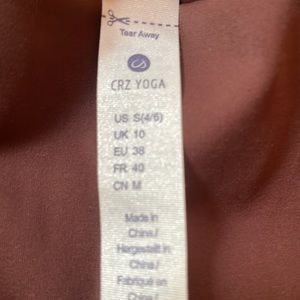 Tear Away
CRZ YOGA
US S(4/6)
UK 10
EU 38
FR 40
CN M
Made in
China/
Hergestellt in:
China /
Fabriqué en
China /